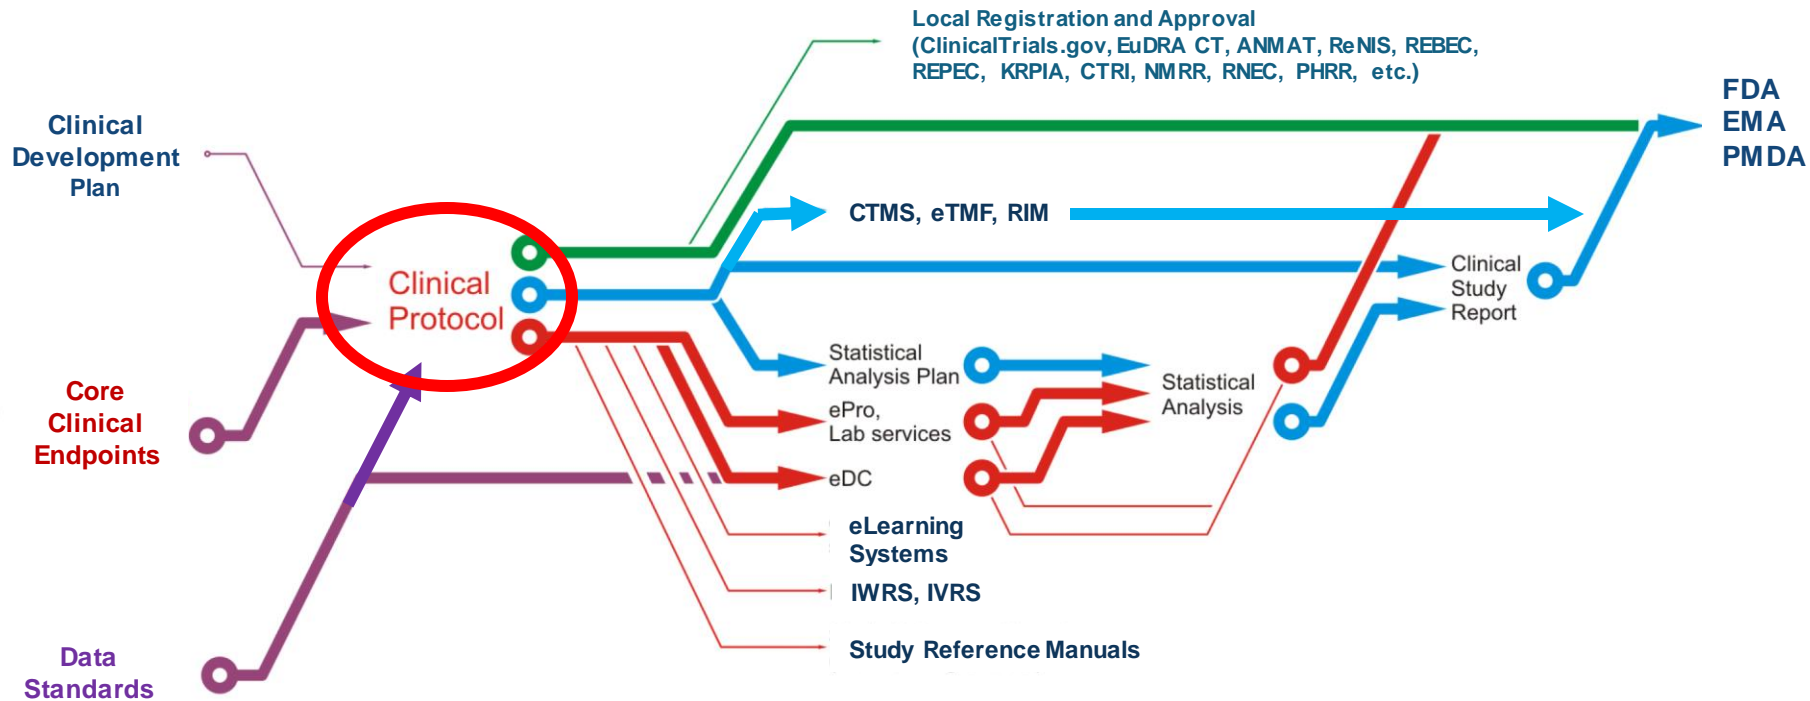 Local Registration and Approval
(ClinicalTrials.gov, EuDRA CT, ANMAT, ReNIS, REBEC,
REPEC, KRPIA, CTRI, NMRR, RNEC, PHRR, etc.)
FDA
EMA
PMDA
Clinical
Development
Plan
CTMS, eTMF, RIM
Clinical
Protocol
Clinical
Study
Report
Statistical
Analysis Plan
Statistical
Analysis
ePro,
Lab services
eDC
Core
Clinical
Endpoints
eLearning
Systems
IWRS, IVRS
Study Reference Manuals
Data
Standards